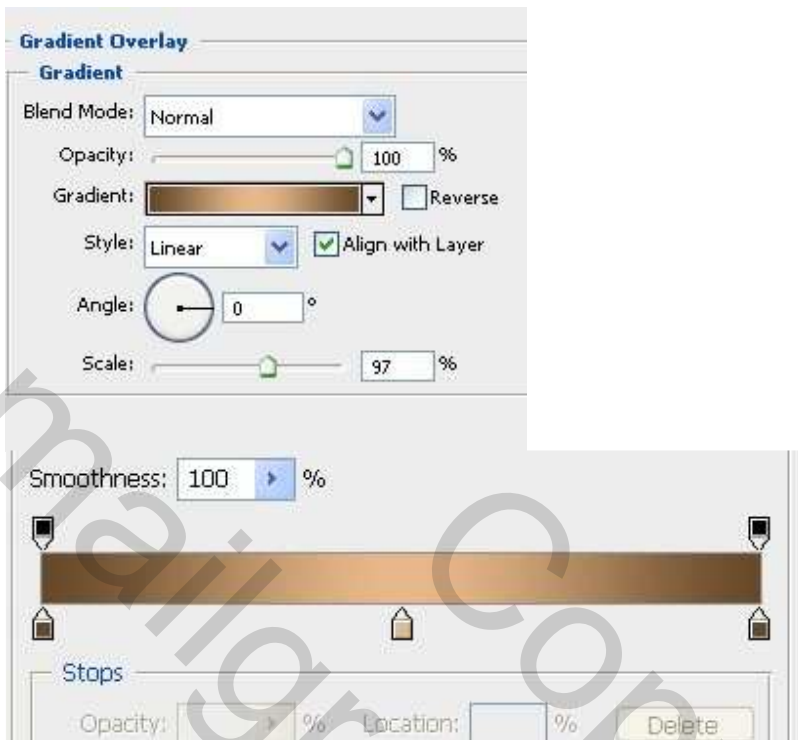 Gradient Overlay
Gradient
Blend Mode: Normal
Opacity: 100 %
Gradient: Reverse
Style: Linear Align with Layer
Angle: 0 °
Scale: 97 %
Smoothness: 100 %
Stops
Opacity: % Location: % Delete